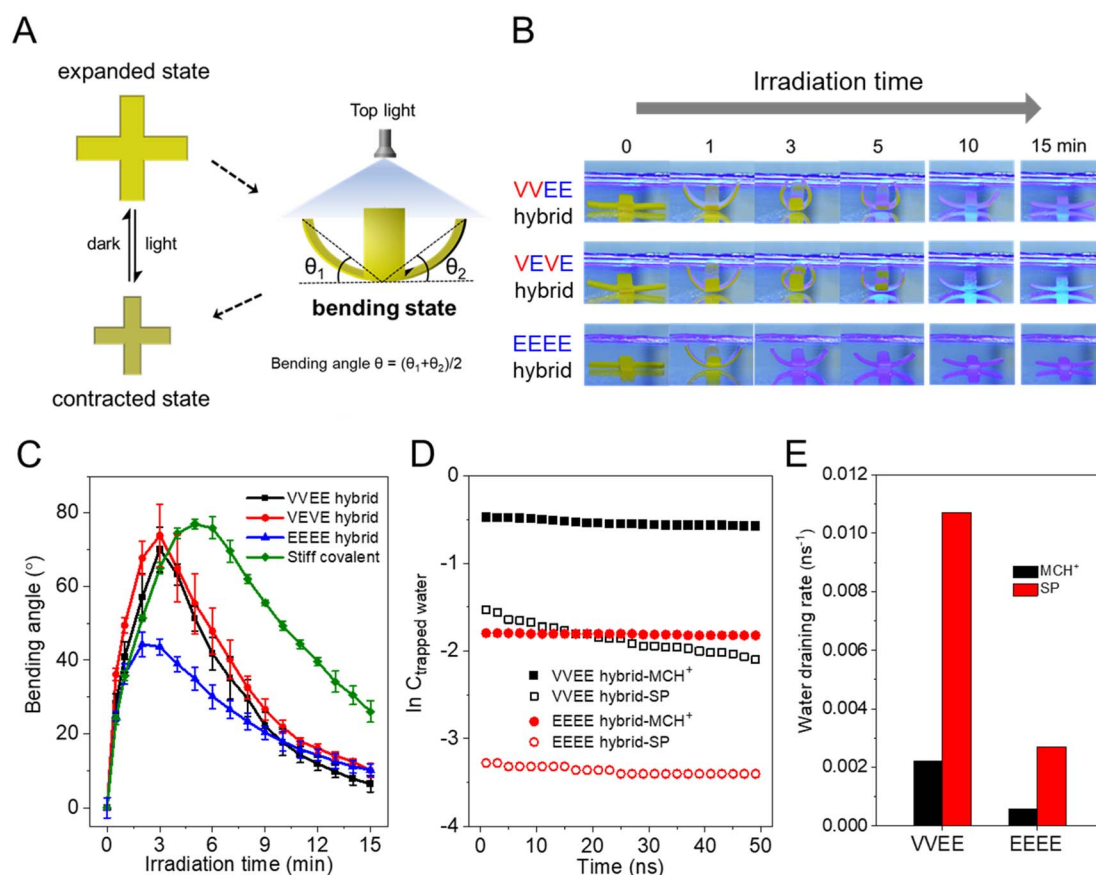 A
expanded state
dark
light
contracted state
Top light
θ1
θ2
bending state
Bending angle θ = (θ1+θ2)/2
B
Irradiation time
0 1 3 5 10 15 min
VVEE
hybrid
VEVE
hybrid
EEEE
hybrid
C
Bending angle (°)
80
60
40
20
0
VVEE hybrid
VEVE hybrid
EEEE hybrid
Stiff covalent
0 3 6 9 12 15
Irradiation time (min)
D
ln Ctrapped water
0
-1
-2
-3
-4
VVEE hybrid-MCH+
VVEE hybrid-SP
EEEE hybrid-MCH+
EEEE hybrid-SP
0 10 20 30 40 50
Time (ns)
E
Water draining rate (ns-1)
0.012
0.010
0.008
0.006
0.004
0.002
0.000
MCH+
SP
VVEE EEEE